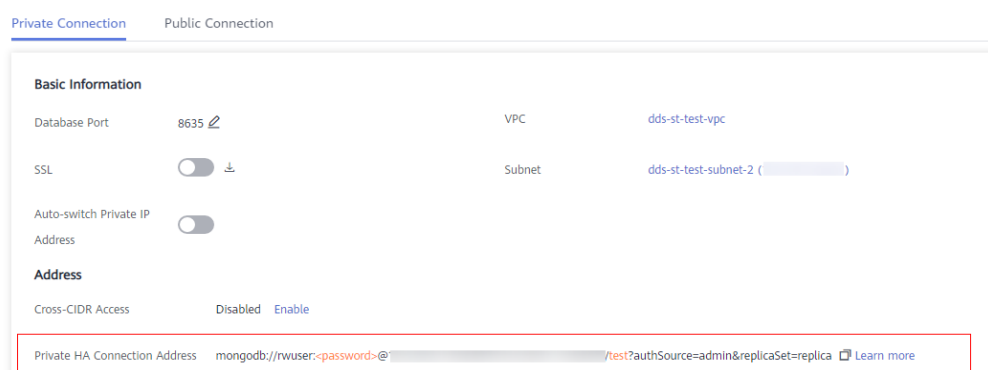 Private Connection Public Connection
Basic Information
Database Port 8635 VPC dds-st-test-vpc
SSL Subnet dds-st-test-subnet-2 ( )
Auto-switch Private IP
Address
Address
Cross-CIDR Access Disabled Enable
Private HA Connection Address mongodb://rwuser:<password>@ /test?authSource=admin&replicaSet=replica Learn more